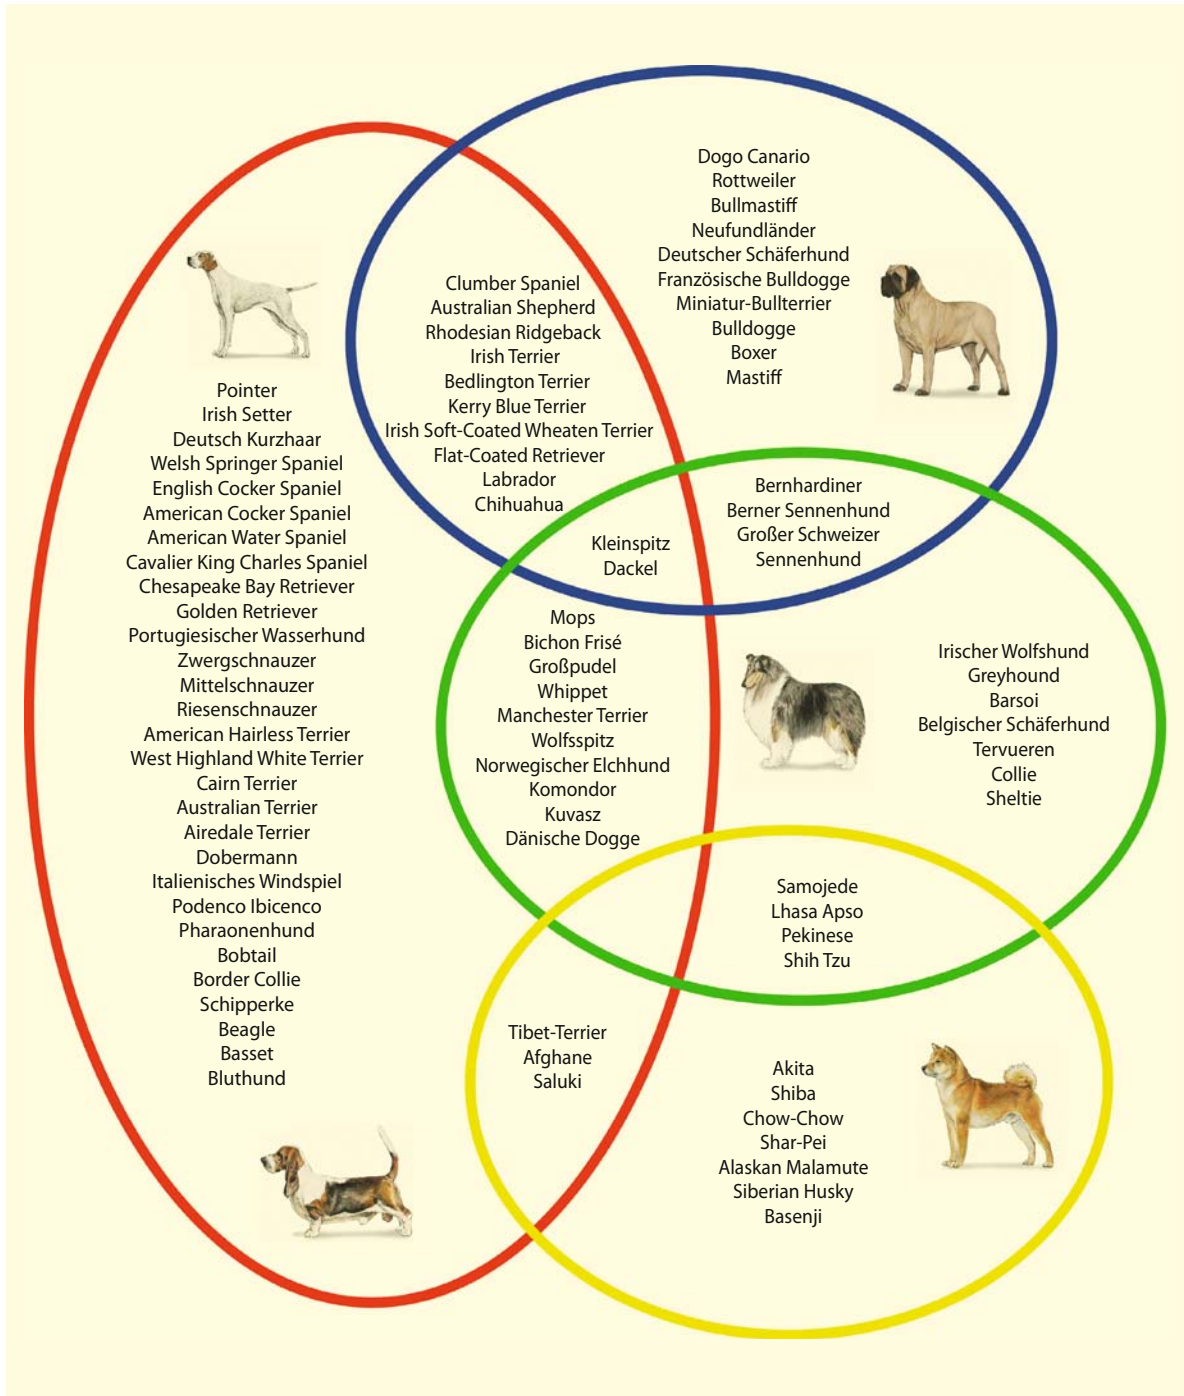 Dogo Canario
Rottweiler
Bullmastiff
Neufundländer
Deutscher Schäferhund
Französische Bulldogge
Miniatur-Bullterrier
Bulldogge
Boxer
Mastiff
Clumber Spaniel
Australian Shepherd
Rhodesian Ridgeback
Irish Terrier
Bedlington Terrier
Kerry Blue Terrier
Irish Soft-Coated Wheaten Terrier
Flat-Coated Retriever
Labrador
Chihuahua
Pointer
Irish Setter
Deutsch Kurzhaar
Welsh Springer Spaniel
English Cocker Spaniel
American Cocker Spaniel
American Water Spaniel
Cavalier King Charles Spaniel
Chesapeake Bay Retriever
Golden Retriever
Portugiesischer Wasserhund
Zwergschnauzer
Mittelschnauzer
Riesenschnauzer
American Hairless Terrier
West Highland White Terrier
Cairn Terrier
Australian Terrier
Airedale Terrier
Dobermann
Italienisches Windspiel
Podenco Ibicenco
Pharaonenhund
Bobtail
Border Collie
Schipperke
Beagle
Basset
Bluthund
Bernhardiner
Berner Sennenhund
Großer Schweizer
Sennenhund
Kleinspitz
Dackel
Mops
Bichon Frisé
Großpudel
Whippet
Manchester Terrier
Wolfsspitz
Norwegischer Elchhund
Komondor
Kuvasz
Dänische Dogge
Irischer Wolfshund
Greyhound
Barsoi
Belgischer Schäferhund
Tervueren
Collie
Sheltie
Samojede
Lhasa Apso
Pekinese
Shih Tzu
Tibet-Terrier
Afghane
Saluki
Akita
Shiba
Chow-Chow
Shar-Pei
Alaskan Malamute
Siberian Husky
Basenji